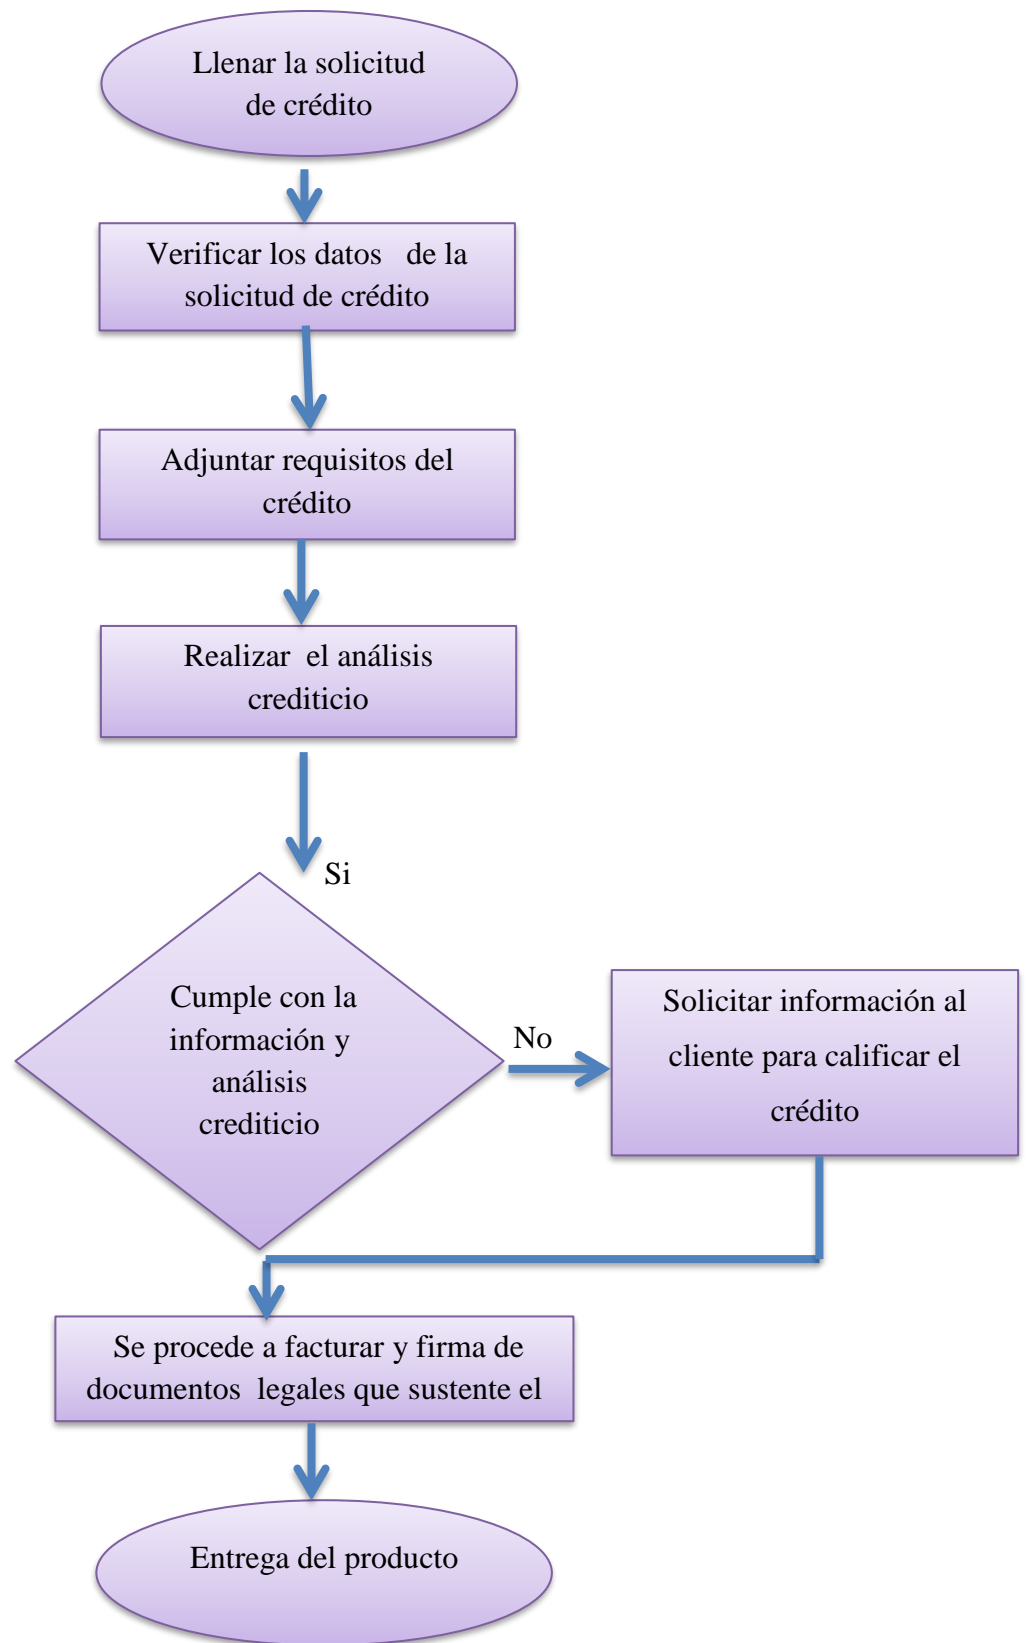 Llenar la solicitud
de crédito
Verificar los datos de la
solicitud de crédito
Adjuntar requisitos del
crédito
Realizar el análisis
crediticio
Si
Cumple con la
información y
análisis
crediticio
No
Solicitar información al
cliente para calificar el
crédito
Se procede a facturar y firma de
documentos legales que sustente el
Entrega del producto